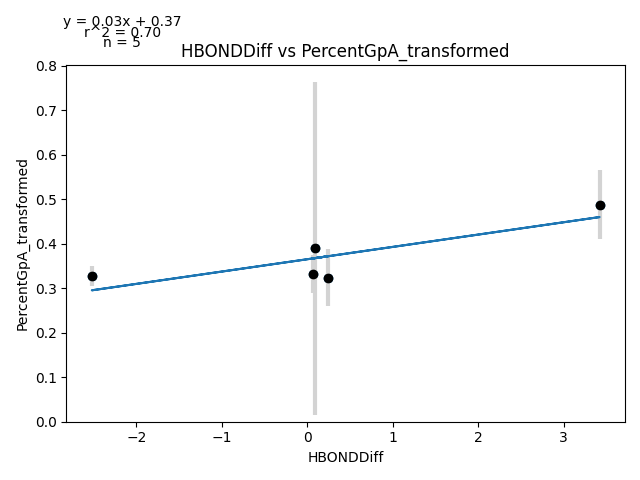 y = 0.03x + 0.37
r^2 = 0.70
n = 5
HBONDDiff vs PercentGpA_transformed
PercentGpA_transformed
0.8
0.7
0.6
0.5
0.4
0.3
0.2
0.1
0.0
−2 −1 0 1 2 3
HBONDDiff